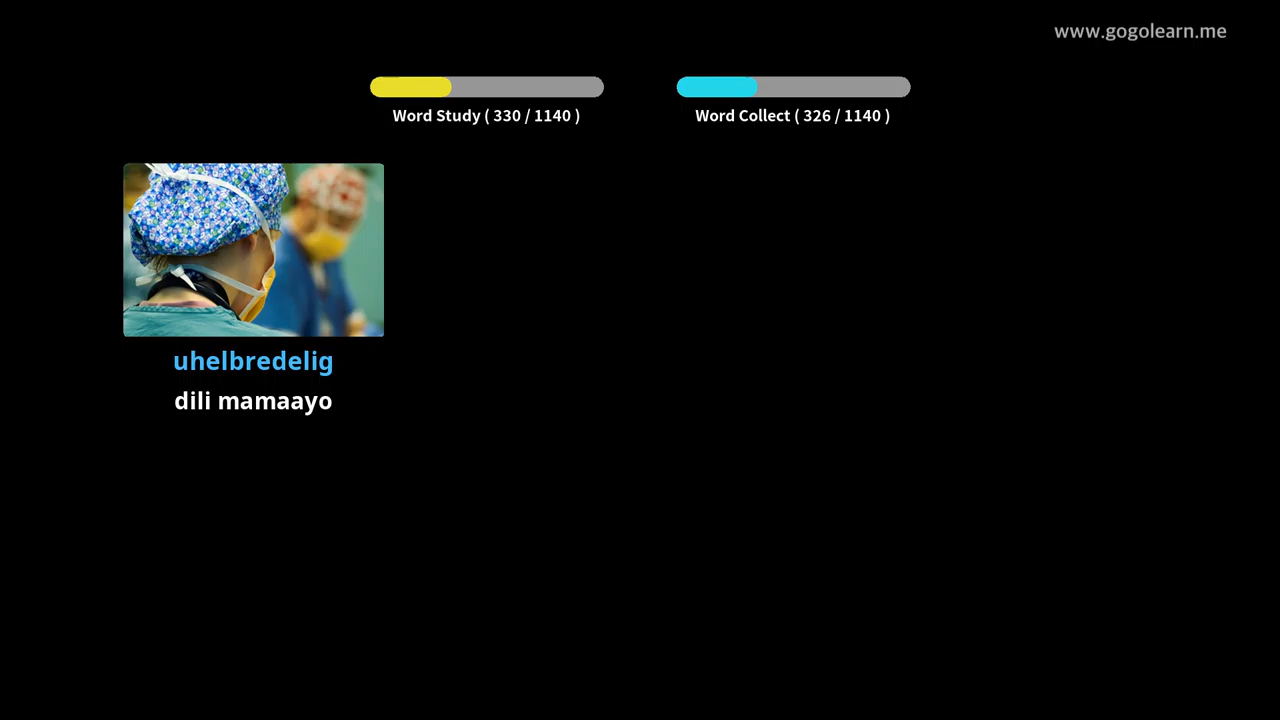 www.gogolearn.me
Word Study ( 330 / 1140 )
Word Collect ( 326 / 1140 )
uhelbredelig
dili mamaayo